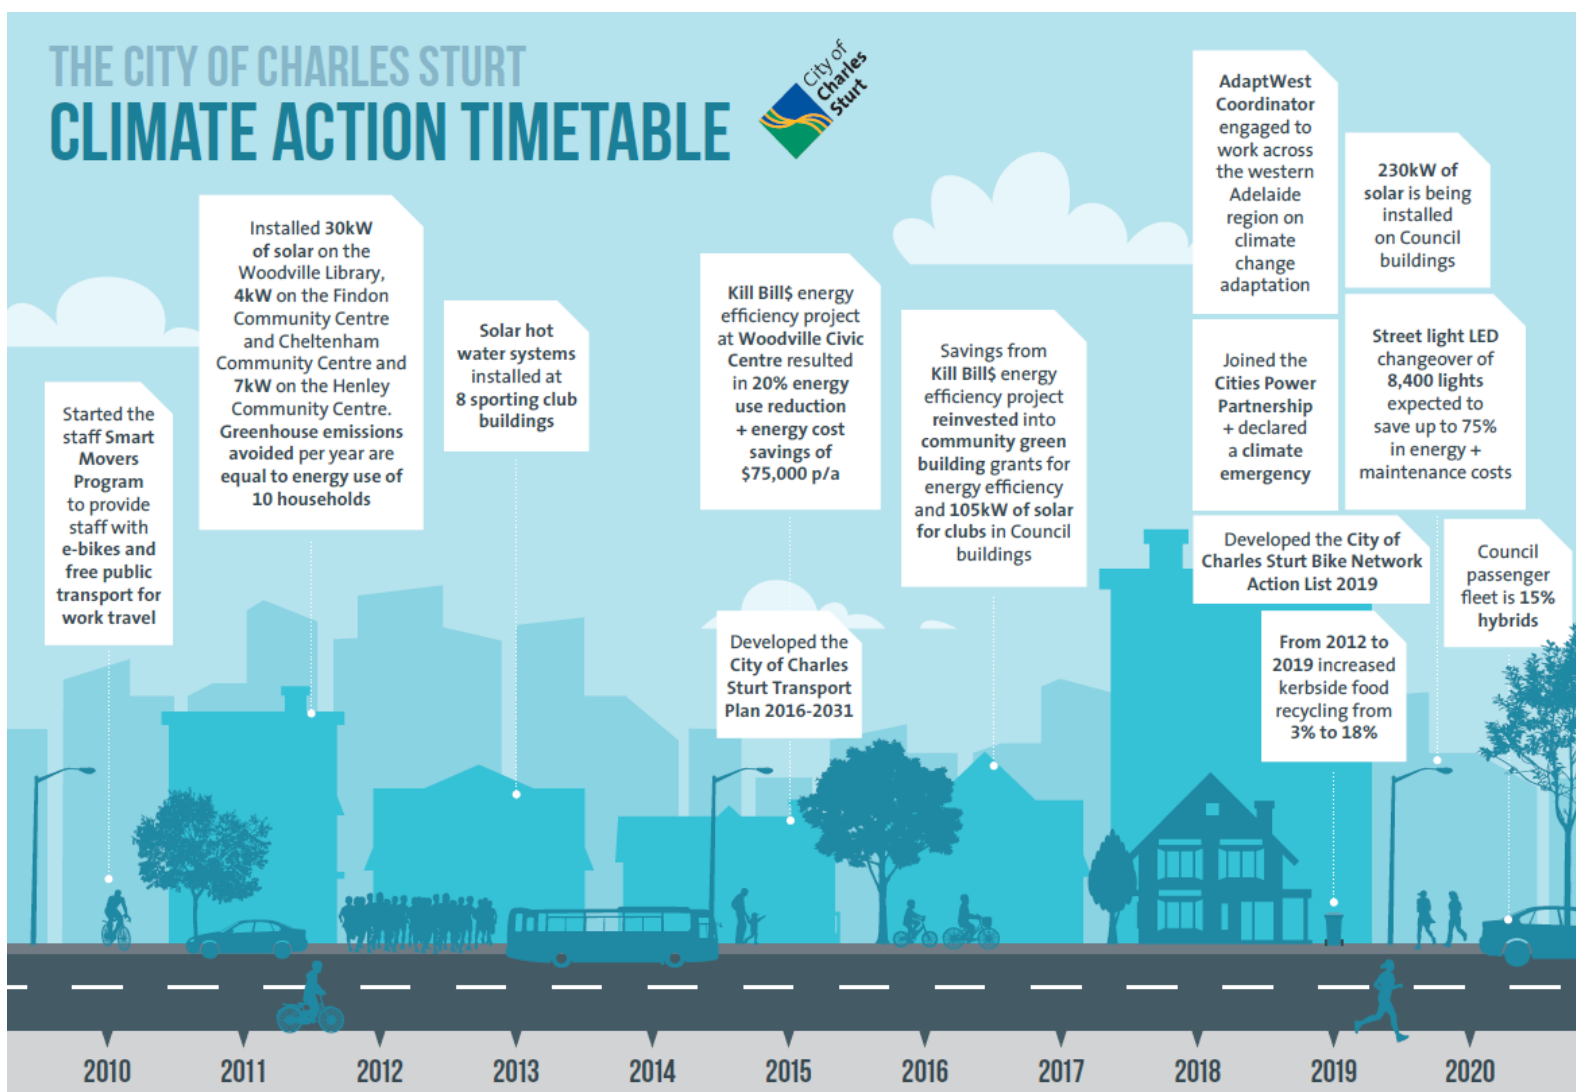 THE CITY OF CHARLES STURT
CLIMATE ACTION TIMETABLE
City of
Charles
Sturt
Started the
staff Smart
Movers
Program
to provide
staff with
e-bikes and
free public
transport for
work travel
Installed 30kW
of solar on the
Woodville Library,
4kW on the Findon
Community Centre
and Cheltenham
Community Centre and
7kW on the Henley
Community Centre.
Greenhouse emissions
avoided per year are
equal to energy use of
10 households
Solar hot
water systems
installed at
8 sporting club
buildings
Kill Bill$ energy
efficiency project
at Woodville Civic
Centre resulted
in 20% energy
use reduction
+ energy cost
savings of
$75,000 p/a
Developed the
City of Charles
Sturt Transport
Plan 2016-2031
Savings from
Kill Bill$ energy
efficiency project
reinvested into
community green
building grants for
energy efficiency
and 105kW of solar
for clubs in Council
buildings
AdaptWest
Coordinator
engaged to
work across
the western
Adelaide
region on
climate
change
adaptation
Joined the
Cities Power
Partnership
+ declared
a climate
emergency
Developed the City of
Charles Sturt Bike Network
Action List 2019
From 2012 to
2019 increased
kerbside food
recycling from
3% to 18%
230kW of
solar is being
installed
on Council
buildings
Street light LED
changeover of
8,400 lights
expected to
save up to 75%
in energy +
maintenance costs
Council
passenger
fleet is 15%
hybrids
2010 2011 2012 2013 2014 2015 2016 2017 2018 2019 2020